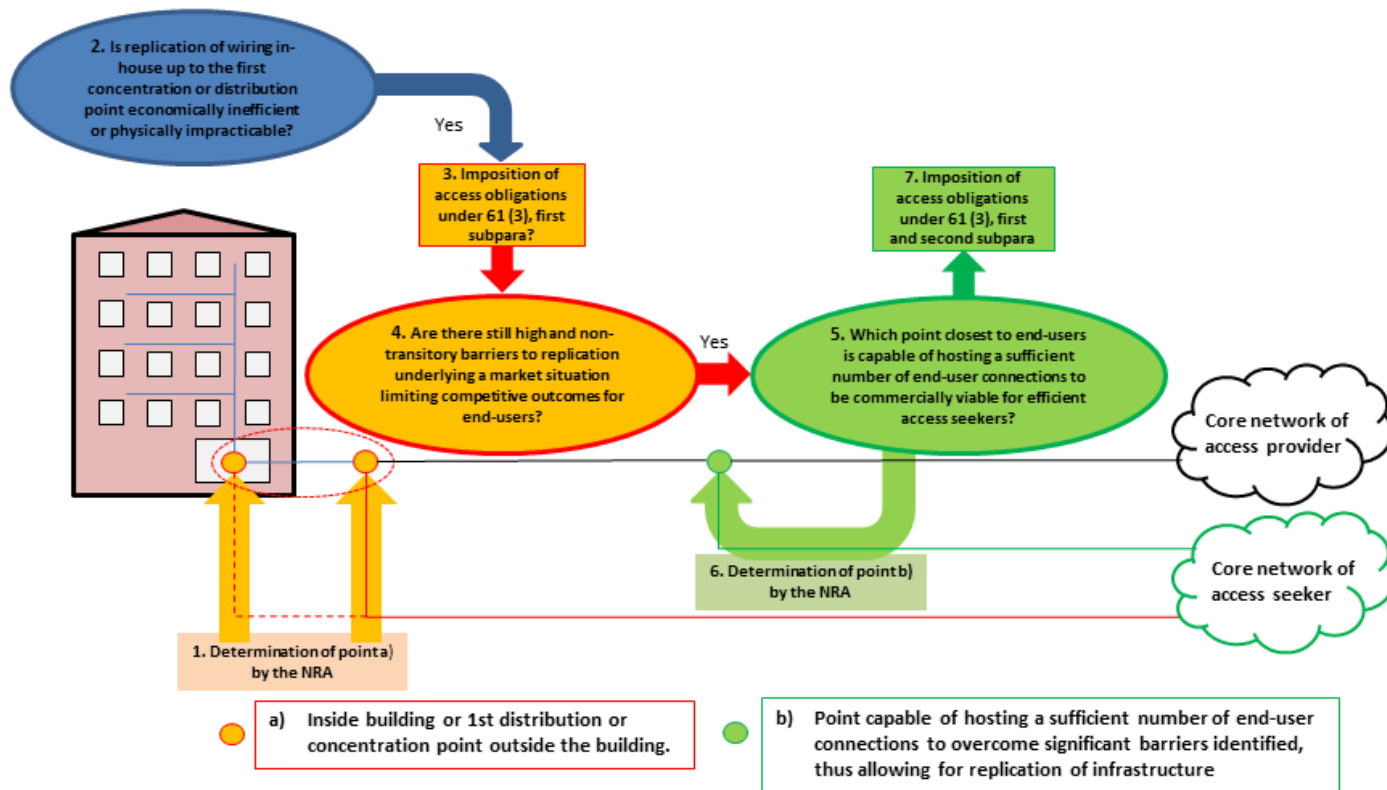 2. Is replication of wiring in-
house up to the first
concentration or distribution
point economically inefficient
or physically impracticable?
Yes
3. Imposition of
access obligations
under 61 (3), first
subpara?
7. Imposition of
access obligations
under 61 (3), first
and second subpara
4. Are there still highand non-
transitory barriers to replication
underlying a market situation
limiting competitive outcomes for
end-users?
Yes
5. Which point closest to end-users
is capable of hosting a sufficient
number of end-user connections to
be commercially viable for efficient
access seekers?
Core network of
access provider
Core network of
access seeker
6. Determination of pointb)
by the NRA
1. Determination of pointa)
by the NRA
a) Inside building or 1st distribution or
concentration point outside the building.
b) Point capable of hosting a sufficient number of end-user
connections to overcome significant barriers identified,
thus allowing for replication of infrastructure